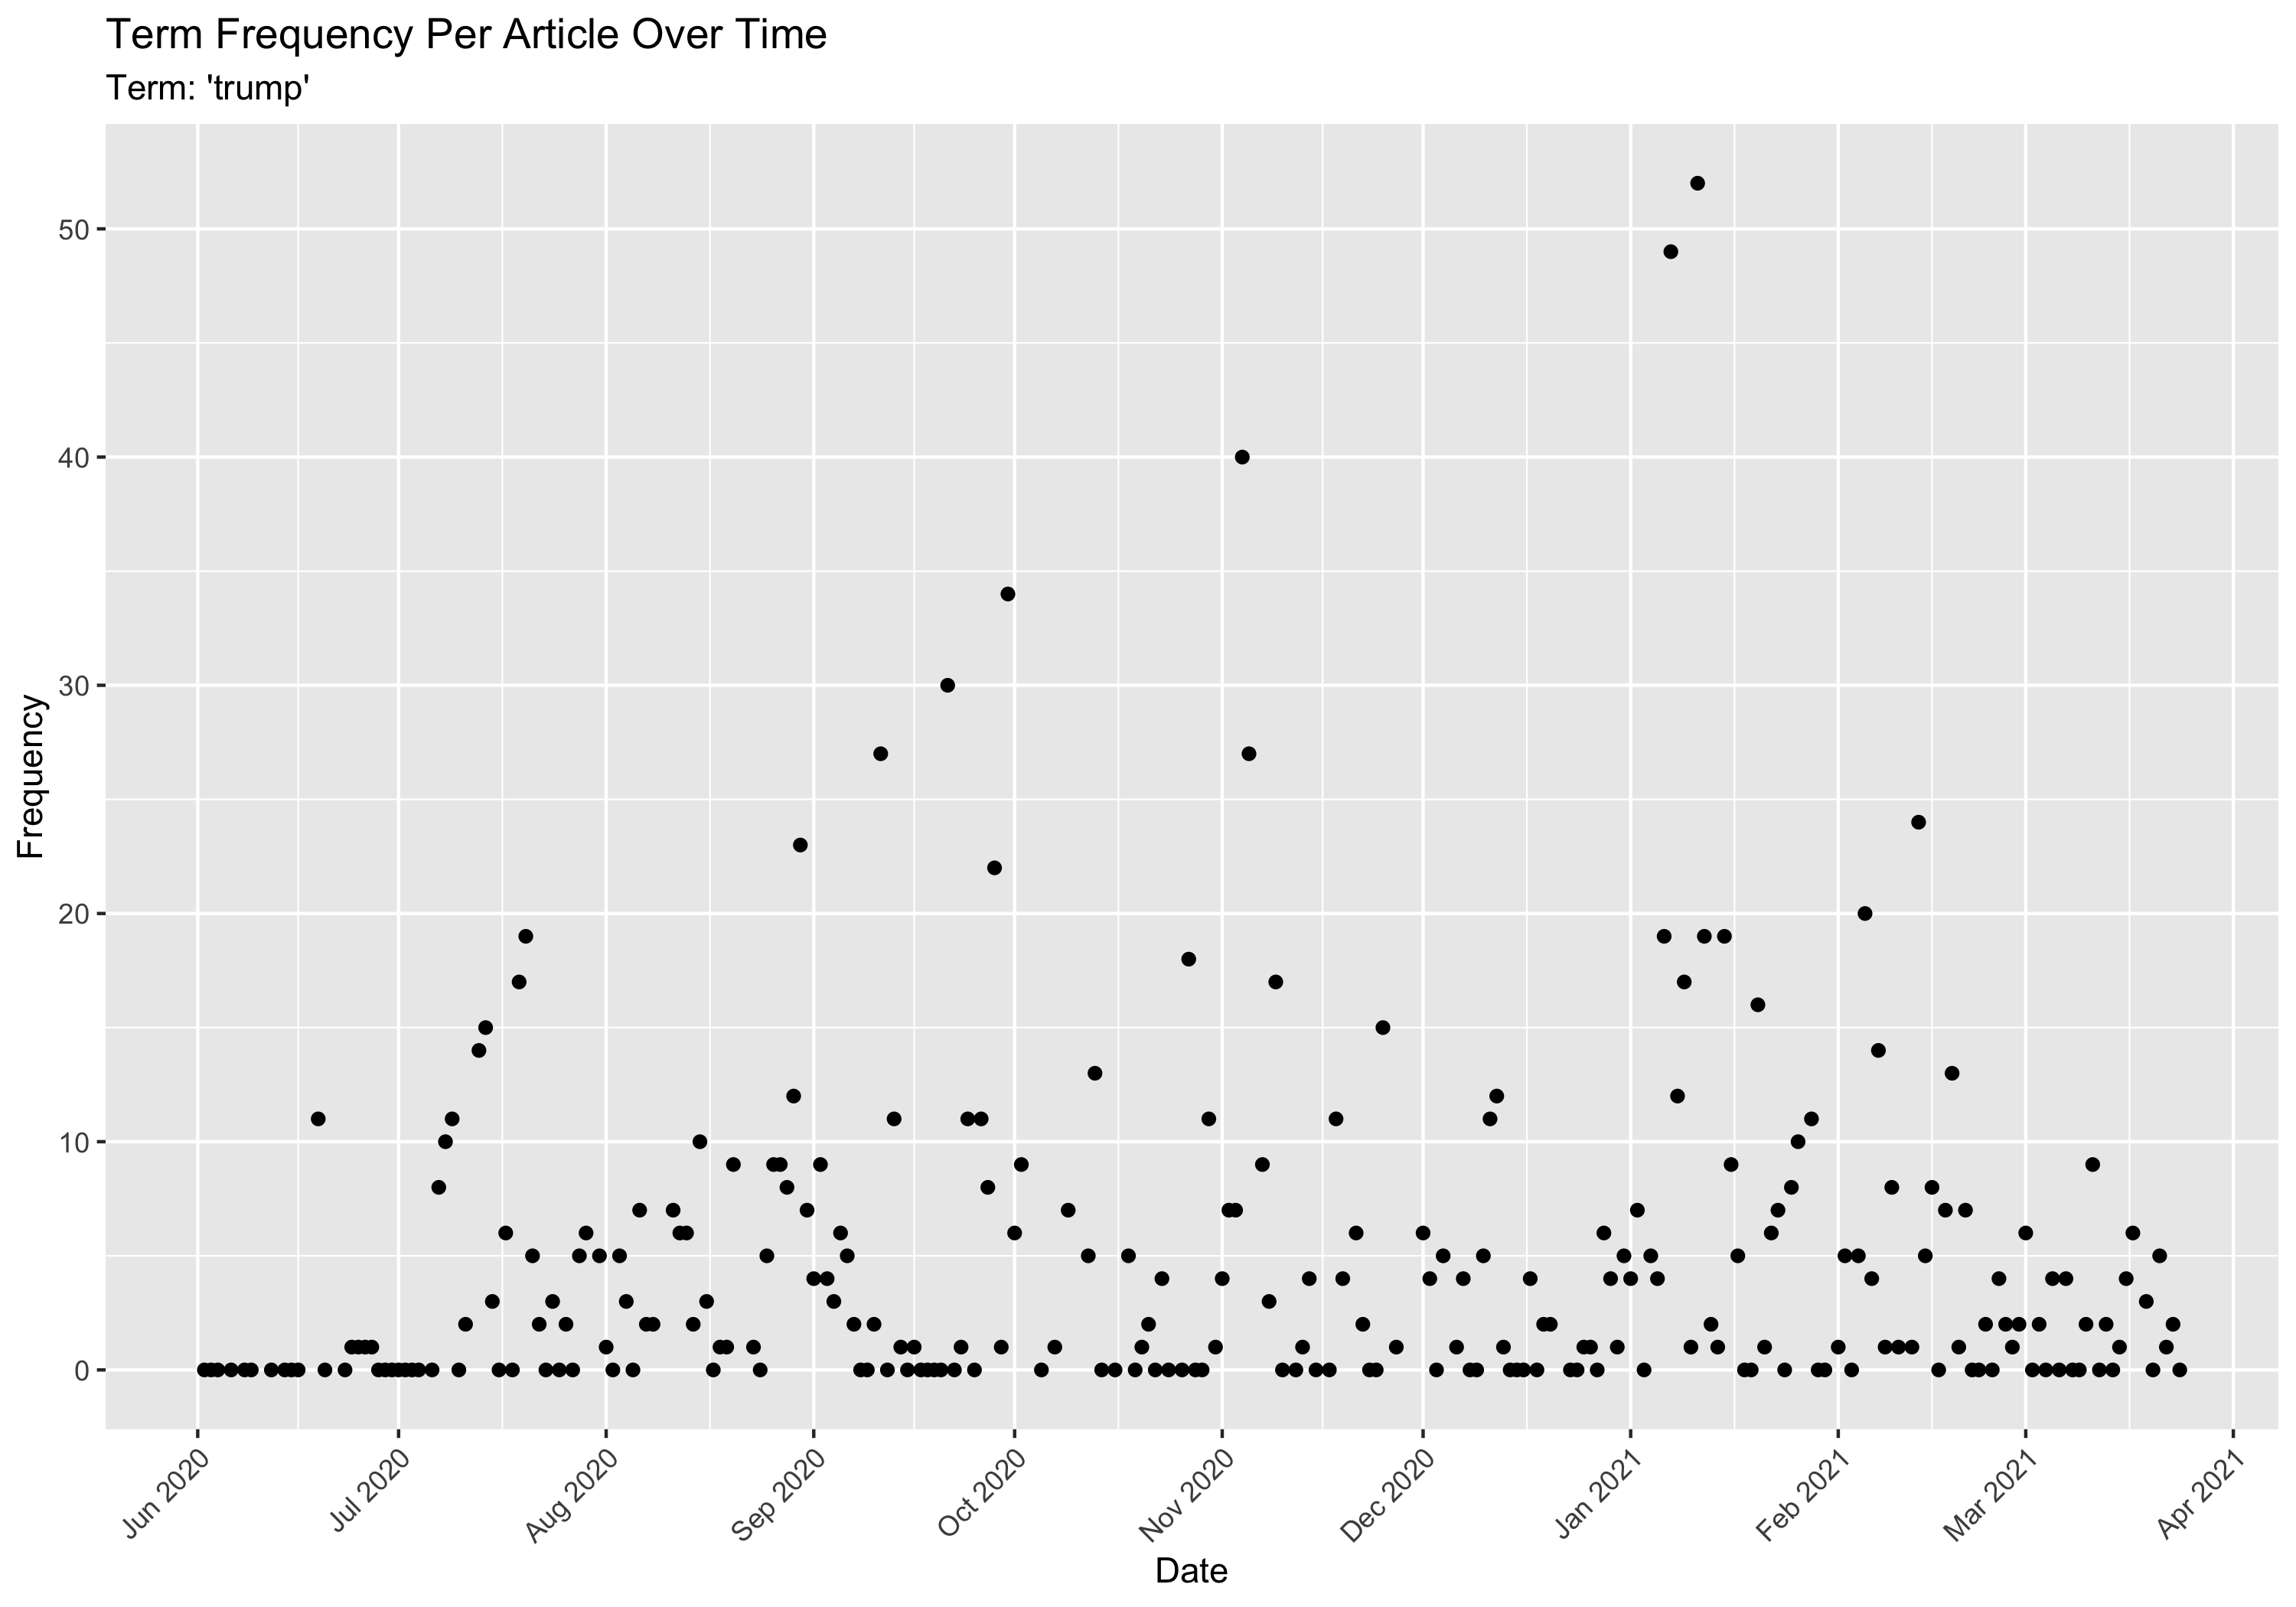 Term Frequency Per Article Over Time
Term: 'trump'
50
40
30
20
10
0
Frequency
Jun 2020
Jul 2020
Aug 2020
Sep 2020
Oct 2020
Nov 2020
Dec 2020
Jan 2021
Feb 2021
Mar 2021
Apr 2021
Date